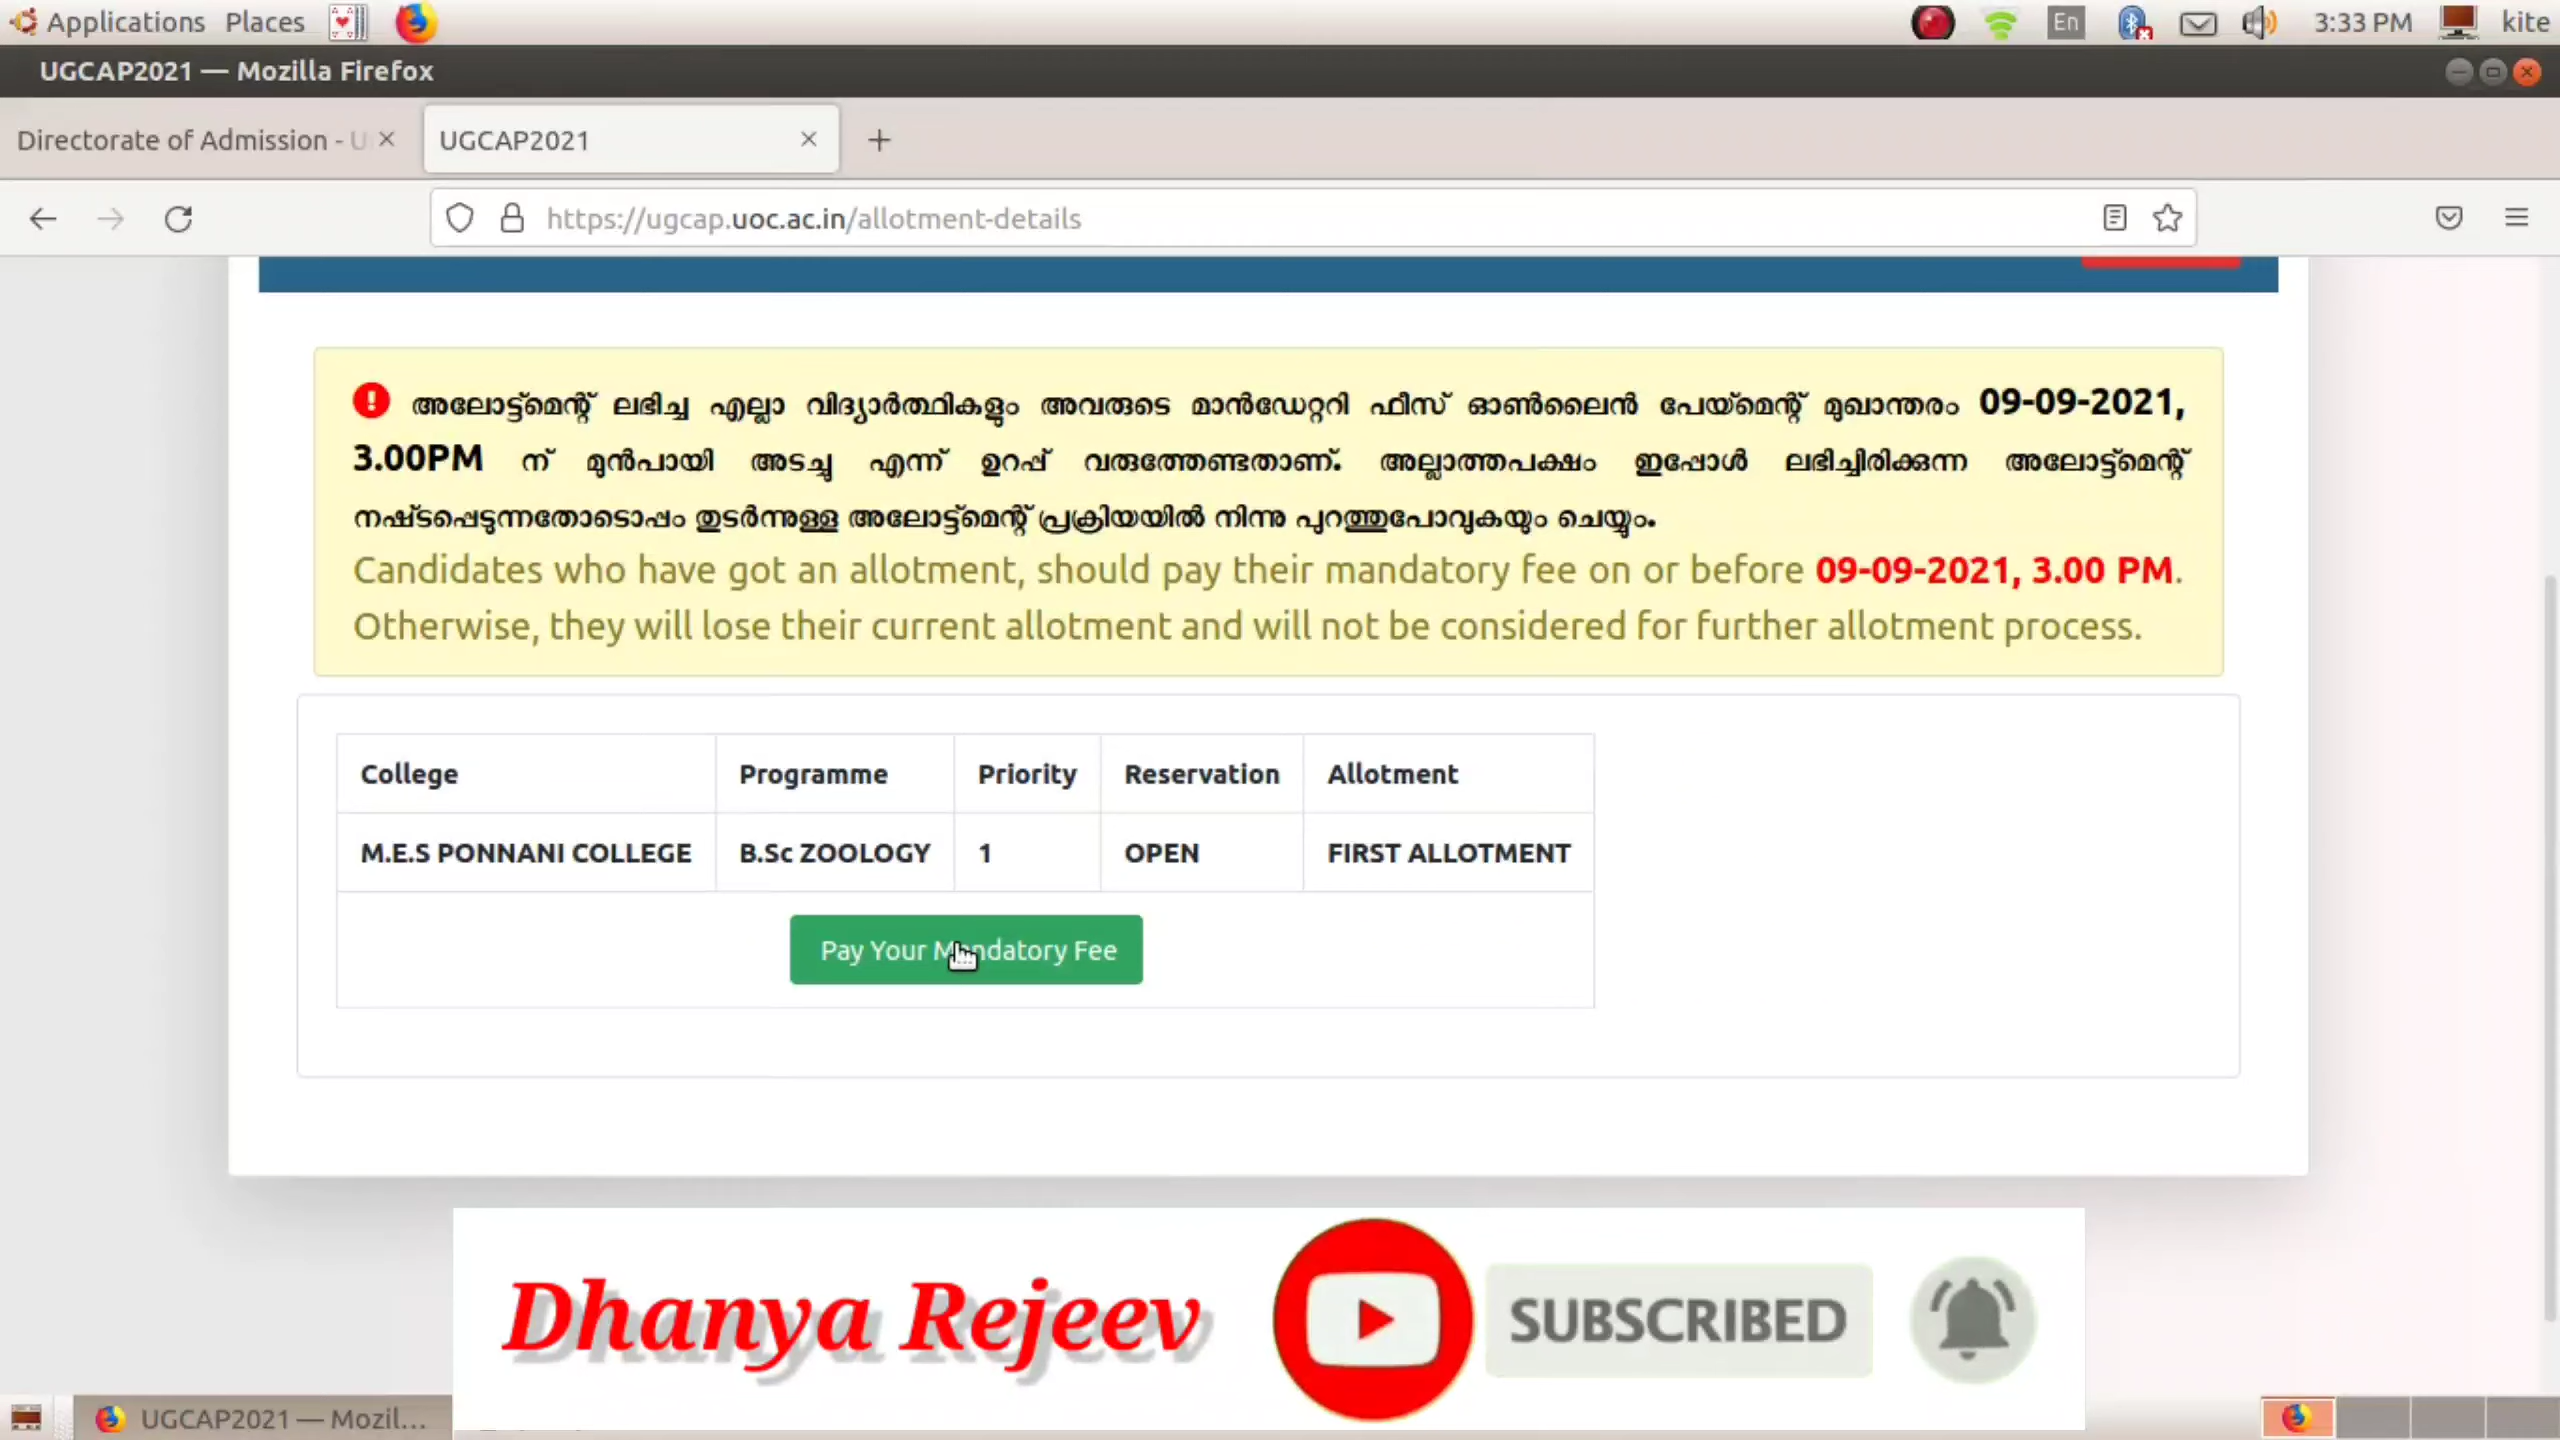 Applications Places En 3:33 PM kite
UGCAP2021 — Mozilla Firefox
Directorate of Admission - U
UGCAP2021
https://ugcap.uoc.ac.in/allotment-details
അലോട്ട്മെന്റ് ലഭിച്ച എല്ലാ വിദ്യാർത്ഥികളും അവരുടെ മാൻഡേറ്ററി ഫീസ് ഓൺലൈൻ പേയ്മെന്റ് മുഖാന്തരം 09-09-2021,
3.00PM ന് മുൻപായി അടച്ചു എന്ന് ഉറപ്പ് വരുത്തേണ്ടതാണ്. അല്ലാത്തപക്ഷം ഇപ്പോൾ ലഭിച്ചിരിക്കുന്ന അലോട്ട്മെന്റ്
നഷ്ടപ്പെടുന്നതോടൊപ്പം തുടർന്നുള്ള അലോട്ട്മെന്റ് പ്രക്രിയയിൽ നിന്നു പുറത്തുപോവുകയും ചെയ്യും.
Candidates who have got an allotment, should pay their mandatory fee on or before 09-09-2021, 3.00 PM.
Otherwise, they will lose their current allotment and will not be considered for further allotment process.
College Programme Priority Reservation Allotment
M.E.S PONNANI COLLEGE B.Sc ZOOLOGY 1 OPEN FIRST ALLOTMENT
Pay Your Mandatory Fee
Dhanya Rejeev SUBSCRIBED
UGCAP2021 — Mozil...